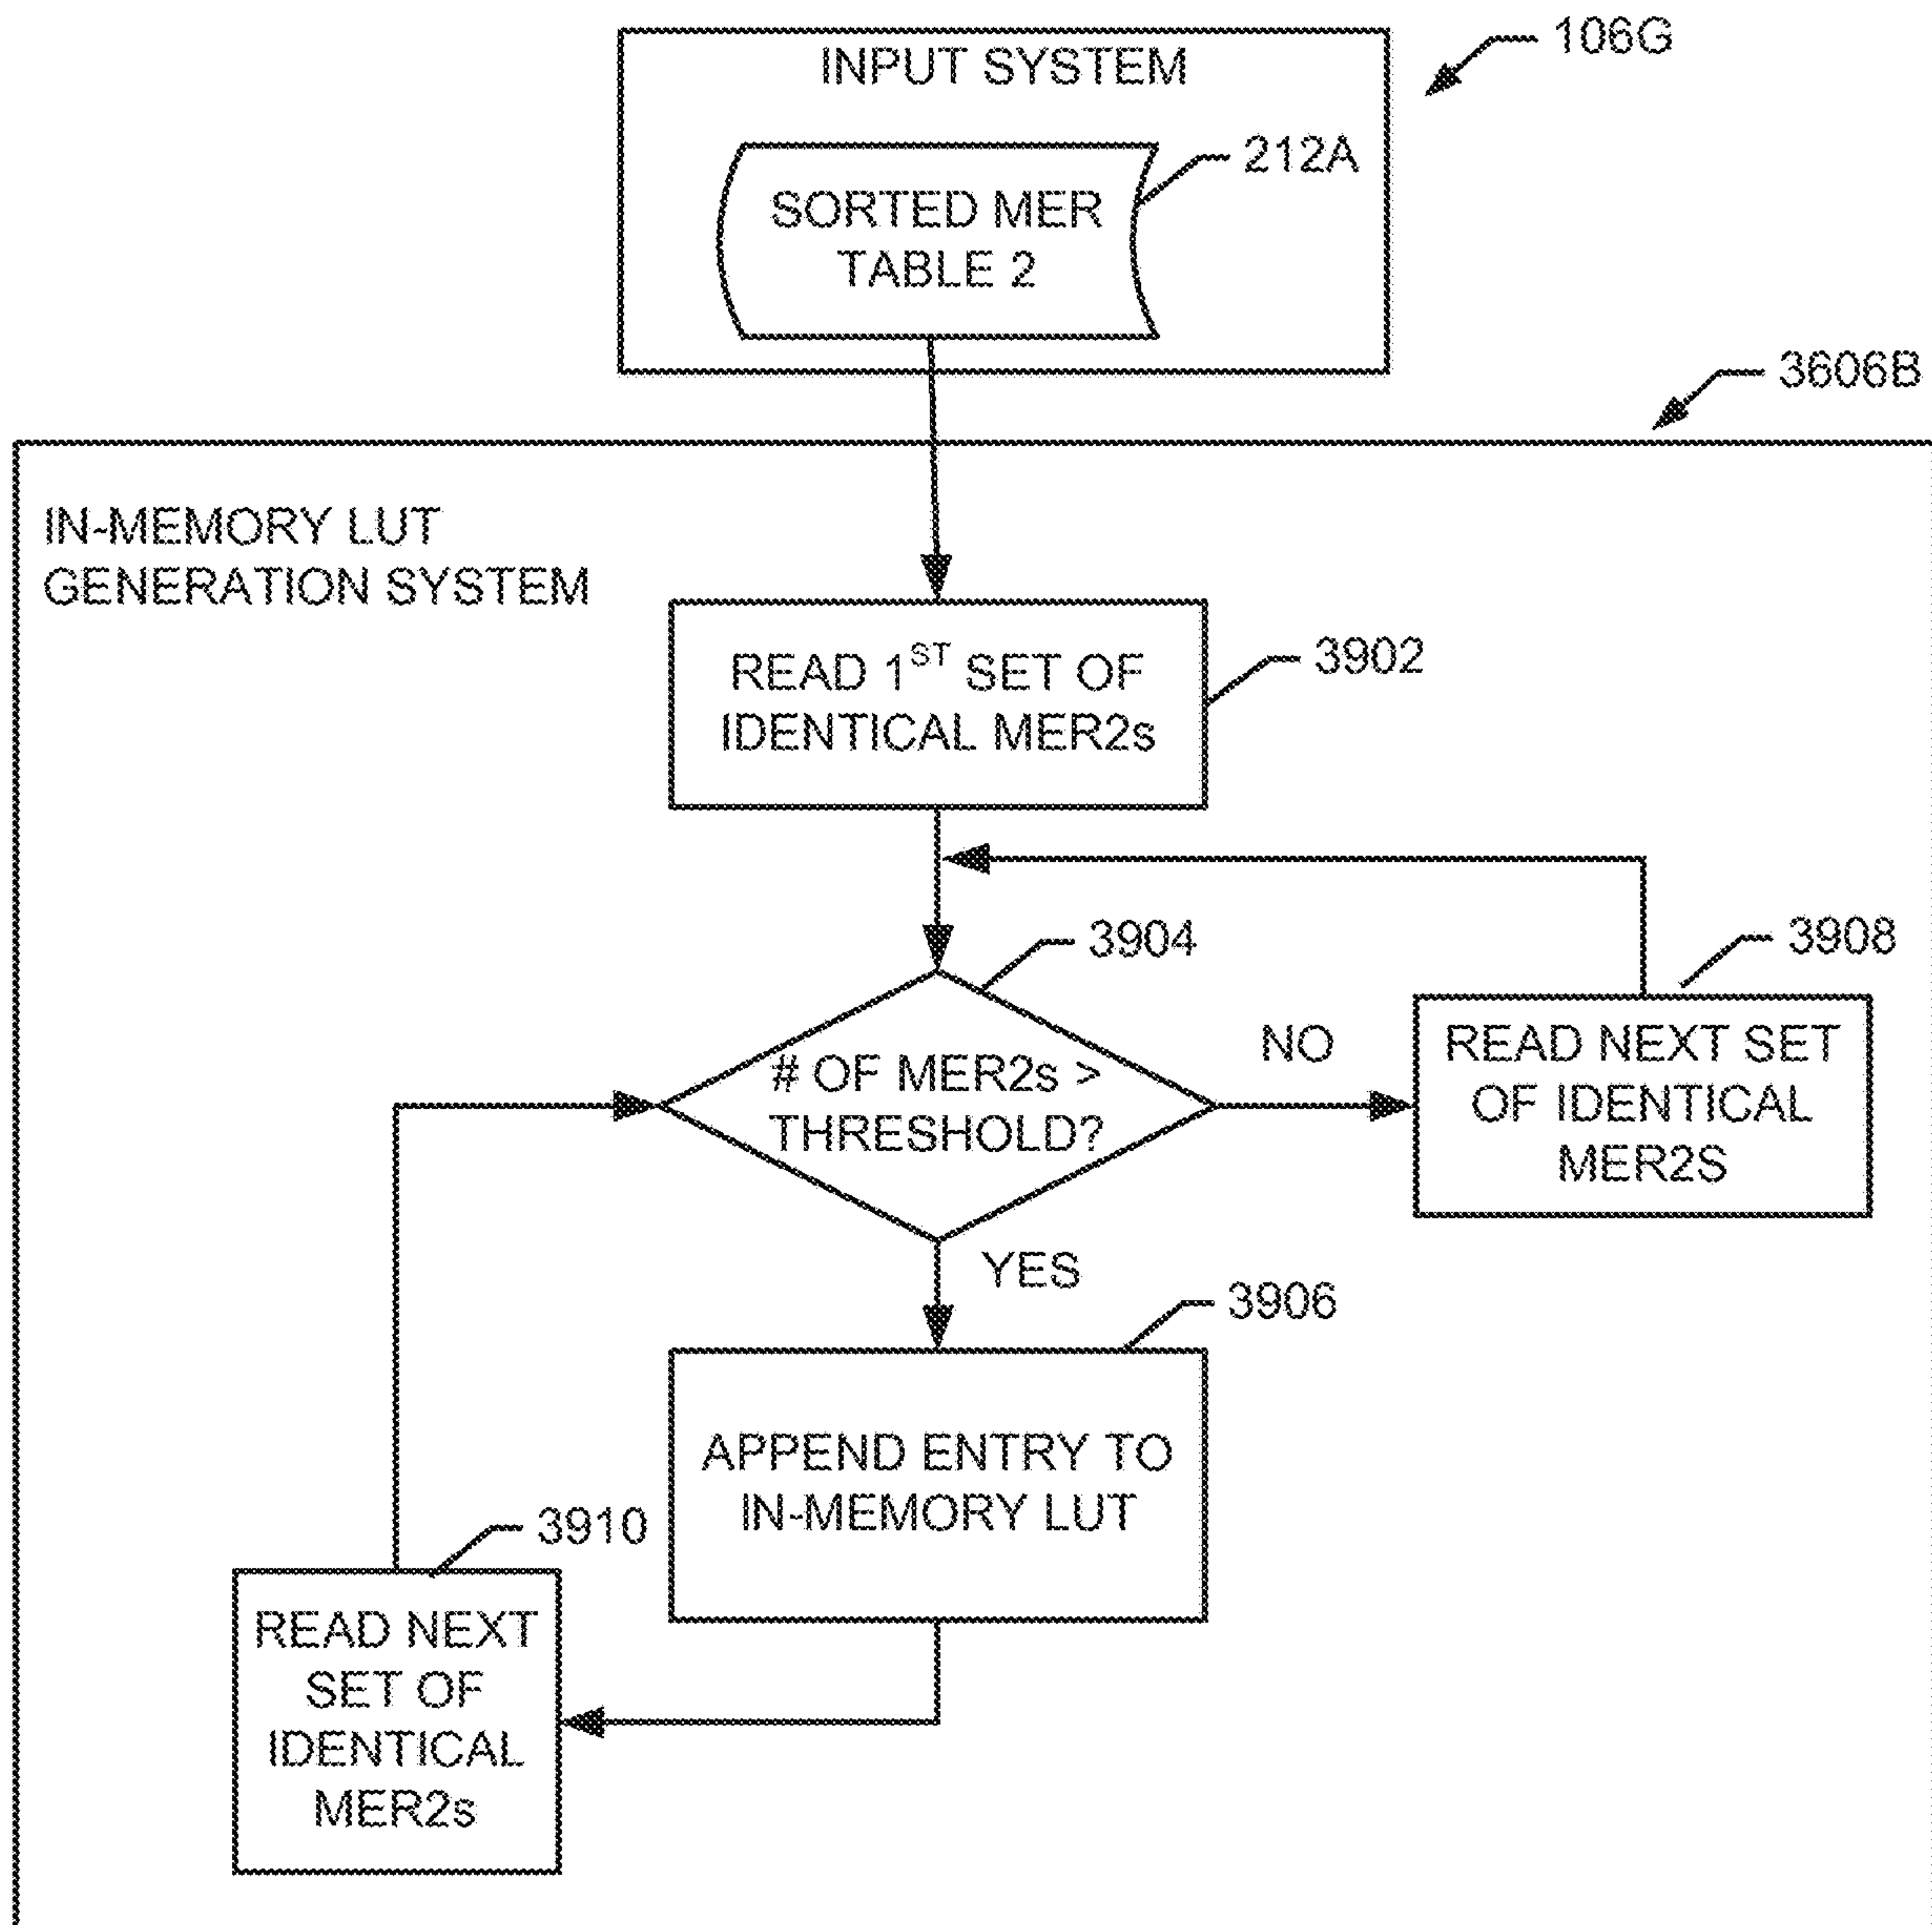 106G
INPUT SYSTEM
212A
SORTED MER
TABLE 2
3606B
IN-MEMORY LUT
GENERATION SYSTEM
READ 1ST SET OF
IDENTICAL MER2s
3902
3904
3908
# OF MER2s >
THRESHOLD?
NO
READ NEXT SET
OF IDENTICAL
MER2S
YES
3906
APPEND ENTRY TO
IN-MEMORY LUT
3910
READ NEXT
SET OF
IDENTICAL
MER2s